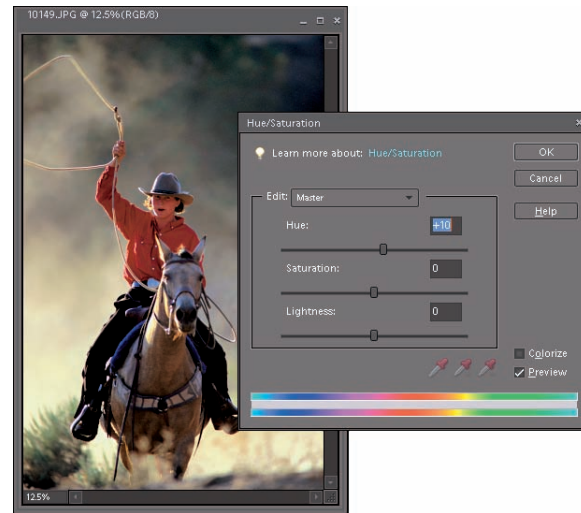 10149.JPG @ 12.5%(RGB/8)
Hue/Saturation
Learn more about: Hue/Saturation
OK
Cancel
Help
Edit: Master
Hue: +10
Saturation: 0
Lightness: 0
Colorize
Preview
12.5%